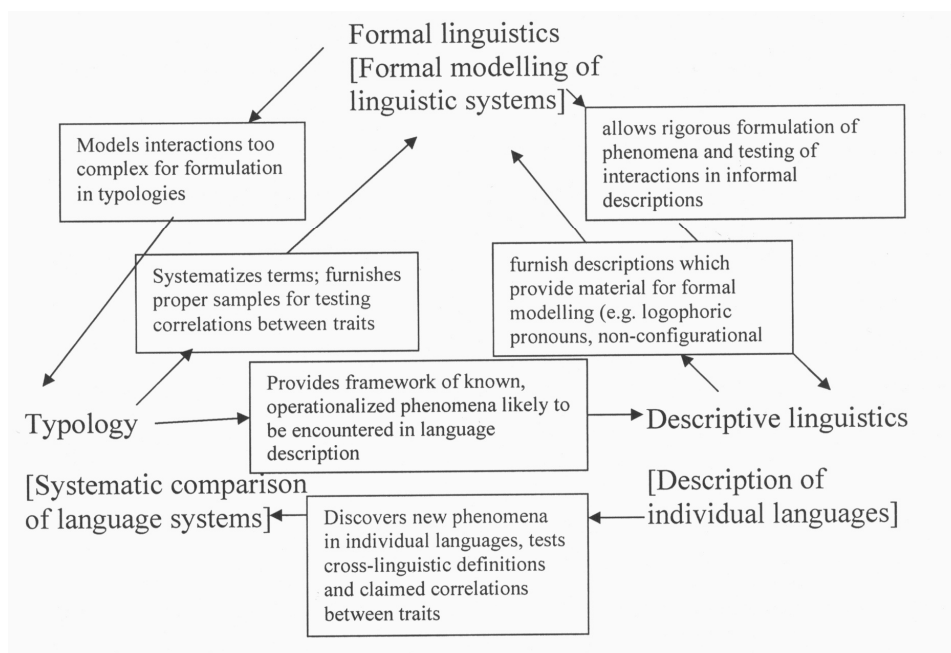 Formal linguistics
[Formal modelling of
linguistic systems]
Models interactions too
complex for formulation
in typologies
allows rigorous formulation of
phenomena and testing of
interactions in informal
descriptions
Systematizes terms; furnishes
proper samples for testing
correlations between traits
furnish descriptions which
provide material for formal
modelling (e.g. logophoric
pronouns, non-configurational
Provides framework of known,
operationalized phenomena likely to
be encountered in language
description
Typology
Descriptive linguistics
[Systematic comparison
of language systems]
[Description of
individual languages]
Discovers new phenomena
in individual languages, tests
cross-linguistic definitions
and claimed correlations
between traits